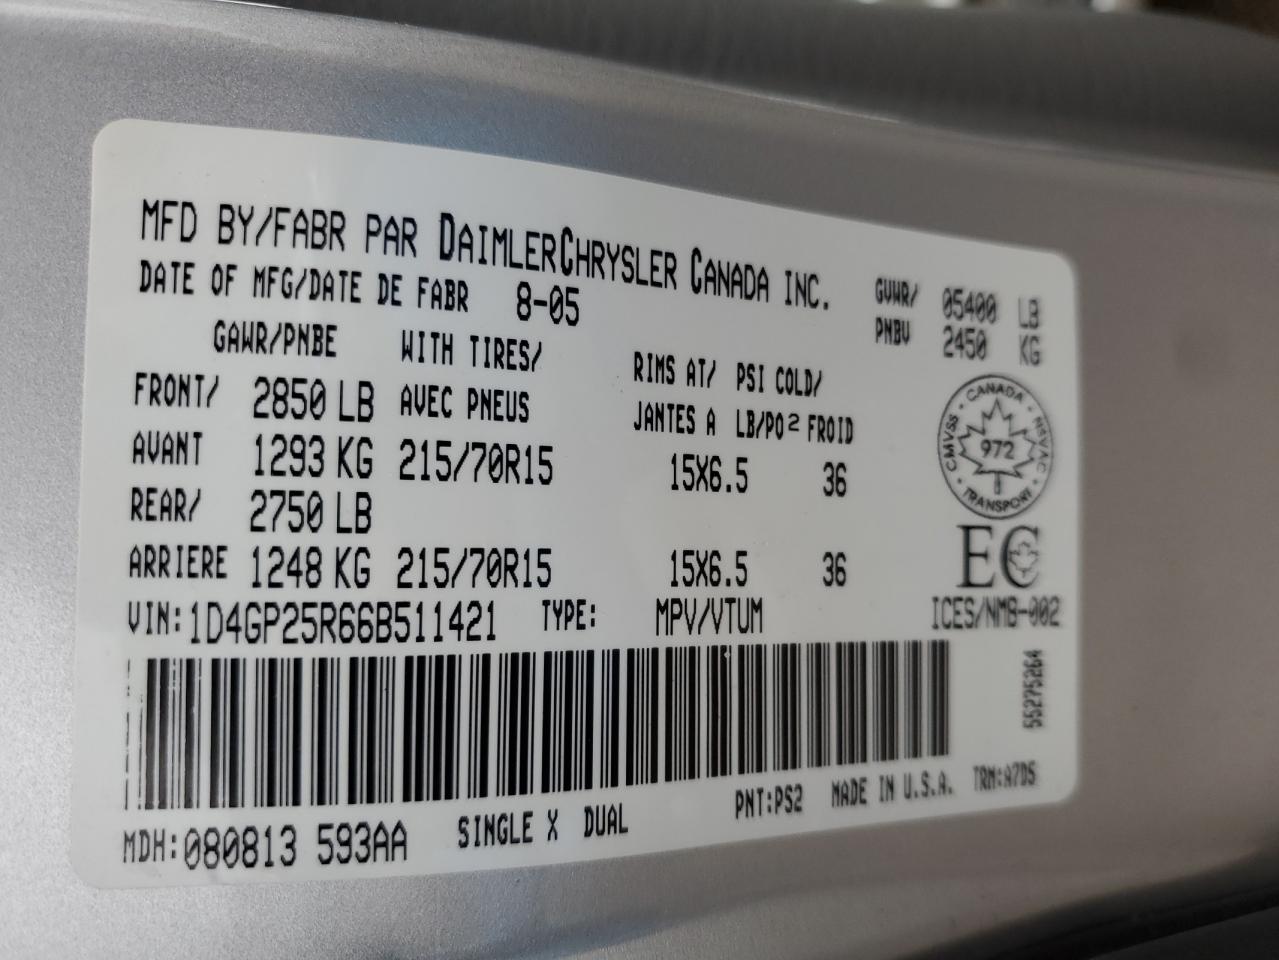 MFD BY/FABR PAR DAIMLERCHRYSLER CANADA INC.
DATE OF MFG/DATE DE FABR 8-05
GVWR/ 05400 LB
PNBV 2450 KG
GAWR/PNBE WITH TIRES/ RIMS AT/ PSI COLD/
FRONT/ 2850 LB AVEC PNEUS JANTES A LB/PO² FROID
AVANT 1293 KG 215/70R15 15X6.5 36
REAR/ 2750 LB
ARRIERE 1248 KG 215/70R15 15X6.5 36
CANADA
CMVSS NSVAC
972
TRANSPORT
EC
VIN: 1D4GP25R66B511421 TYPE: MPV/VTUM ICES/NMB-002
55275264
MDH: 080813 593AA SINGLE X DUAL PNT: PS2 MADE IN U.S.A. TRM: A7D5